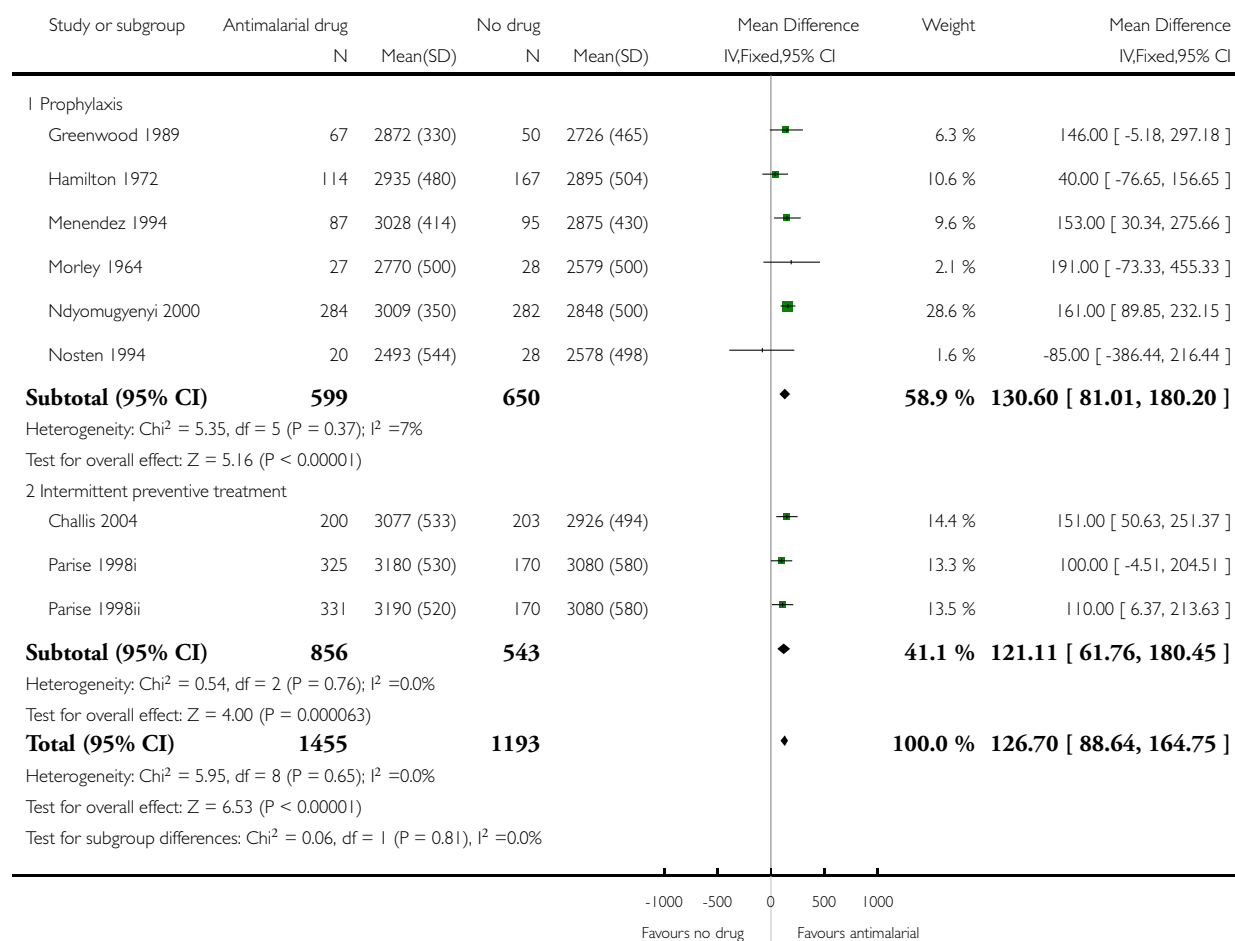 Study or subgroup Antimalarial drug No drug Mean Difference Weight Mean Difference
N Mean(SD) N Mean(SD) IV,Fixed,95% CI IV,Fixed,95% CI
1 Prophylaxis
Greenwood 1989 67 2872 (330) 50 2726 (465) 6.3 % 146.00 [ -5.18, 297.18 ]
Hamilton 1972 114 2935 (480) 167 2895 (504) 10.6 % 40.00 [ -76.65, 156.65 ]
Menendez 1994 87 3028 (414) 95 2875 (430) 9.6 % 153.00 [ 30.34, 275.66 ]
Morley 1964 27 2770 (500) 28 2579 (500) 2.1 % 191.00 [ -73.33, 455.33 ]
Ndyomugyenyi 2000 284 3009 (350) 282 2848 (500) 28.6 % 161.00 [ 89.85, 232.15 ]
Nosten 1994 20 2493 (544) 28 2578 (498) 1.6 % -85.00 [ -386.44, 216.44 ]
Subtotal (95% CI) 599 650 58.9 % 130.60 [ 81.01, 180.20 ]
Heterogeneity: Chi² = 5.35, df = 5 (P = 0.37); I² =7%
Test for overall effect: Z = 5.16 (P < 0.00001)
2 Intermittent preventive treatment
Challis 2004 200 3077 (533) 203 2926 (494) 14.4 % 151.00 [ 50.63, 251.37 ]
Parise 1998i 325 3180 (530) 170 3080 (580) 13.3 % 100.00 [ -4.51, 204.51 ]
Parise 1998ii 331 3190 (520) 170 3080 (580) 13.5 % 110.00 [ 6.37, 213.63 ]
Subtotal (95% CI) 856 543 41.1 % 121.11 [ 61.76, 180.45 ]
Heterogeneity: Chi² = 0.54, df = 2 (P = 0.76); I² =0.0%
Test for overall effect: Z = 4.00 (P = 0.000063)
Total (95% CI) 1455 1193 100.0 % 126.70 [ 88.64, 164.75 ]
Heterogeneity: Chi² = 5.95, df = 8 (P = 0.65); I² =0.0%
Test for overall effect: Z = 6.53 (P < 0.00001)
Test for subgroup differences: Chi² = 0.06, df = 1 (P = 0.81), I² =0.0%
-1000 -500 0 500 1000
Favours no drug Favours antimalarial